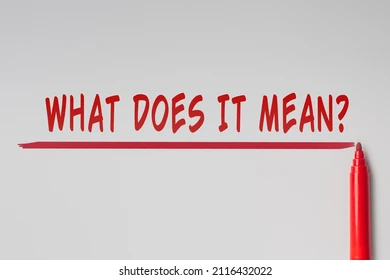 WHAT DOES IT MEAN?
shutterstock.com · 2116432022